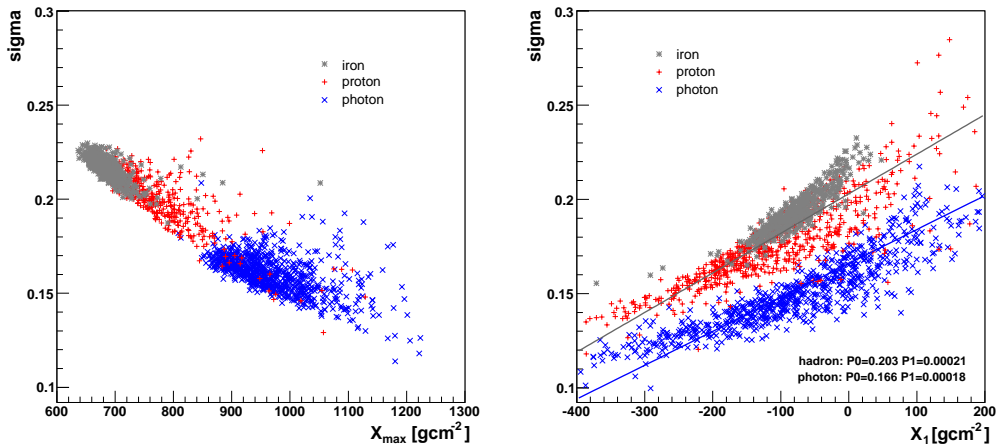 sigma
0.3
0.25
0.2
0.15
0.1
iron
proton
photon
600 700 800 900 1000 1100 1200 1300
X_max [gcm^-2]
sigma
0.3
0.25
0.2
0.15
0.1
iron
proton
photon
hadron: P0=0.203 P1=0.00021
photon: P0=0.166 P1=0.00018
-400 -300 -200 -100 0 100 200
X_1 [gcm^-2]